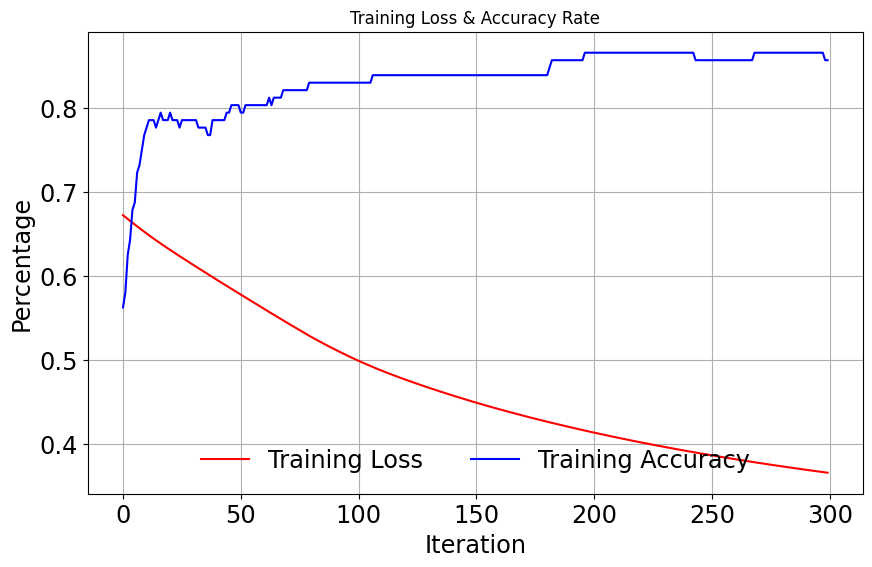 Training Loss & Accuracy Rate
Percentage
0.8
0.7
0.6
0.5
0.4
Training Loss
Training Accuracy
0 50 100 150 200 250 300
Iteration